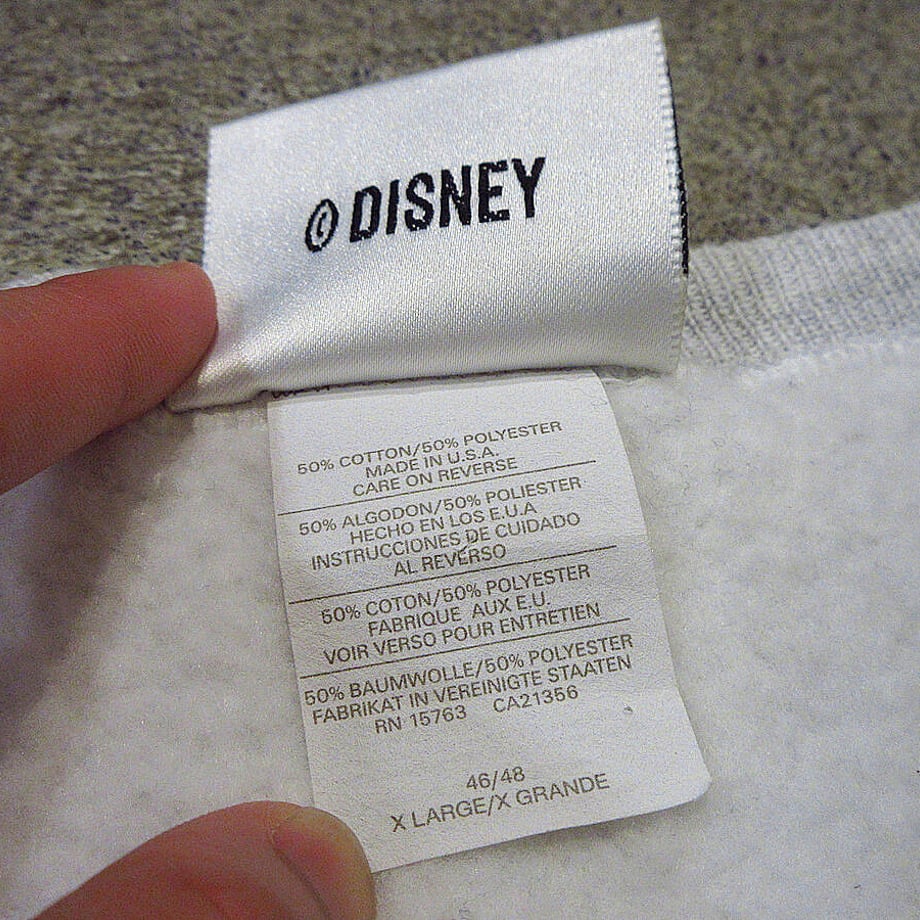 © DISNEY
50% COTTON/50% POLYESTER
MADE IN U.S.A.
CARE ON REVERSE
50% ALGODON/50% POLIESTER
HECHO EN LOS E.U.A
INSTRUCCIONES DE CUIDADO
AL REVERSO
50% COTON/50% POLYESTER
FABRIQUE AUX E.U.
VOIR VERSO POUR ENTRETIEN
50% BAUMWOLLE/50% POLYESTER
FABRIKAT IN VEREINIGTE STAATEN
RN 15763 CA21356
46/48
X LARGE/X GRANDE